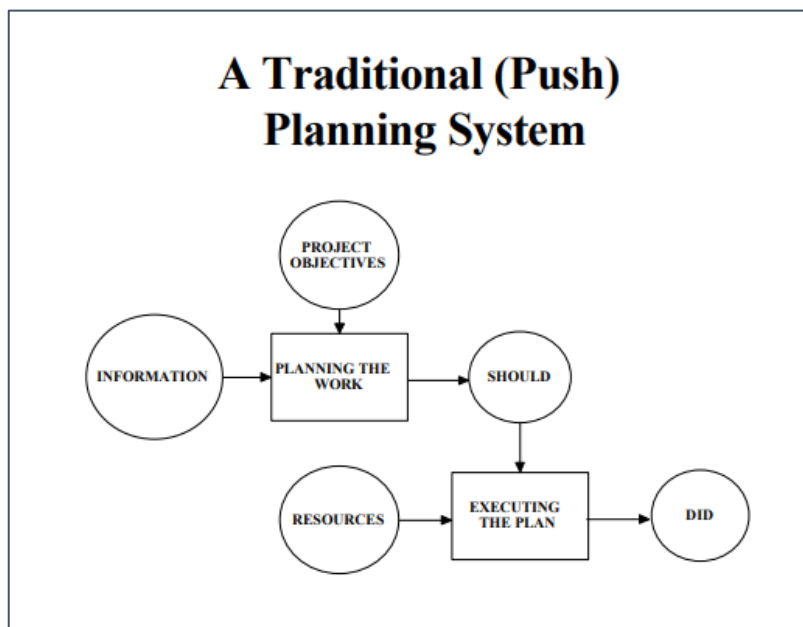 A Traditional (Push)
Planning System
PROJECT
OBJECTIVES
INFORMATION
PLANNING THE
WORK
SHOULD
RESOURCES
EXECUTING
THE PLAN
DID